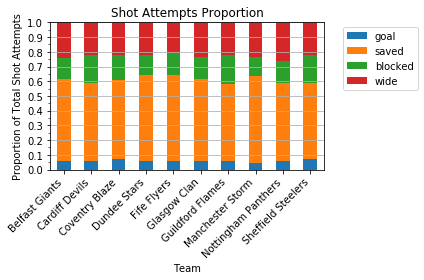 Shot Attempts Proportion
Proportion of Total Shot Attempts
1.0
0.9
0.8
0.7
0.6
0.5
0.4
0.3
0.2
0.1
0.0
Belfast Giants
Cardiff Devils
Coventry Blaze
Dundee Stars
Fife Flyers
Glasgow Clan
Guildford Flames
Manchester Storm
Nottingham Panthers
Sheffield Steelers
Team
goal
saved
blocked
wide